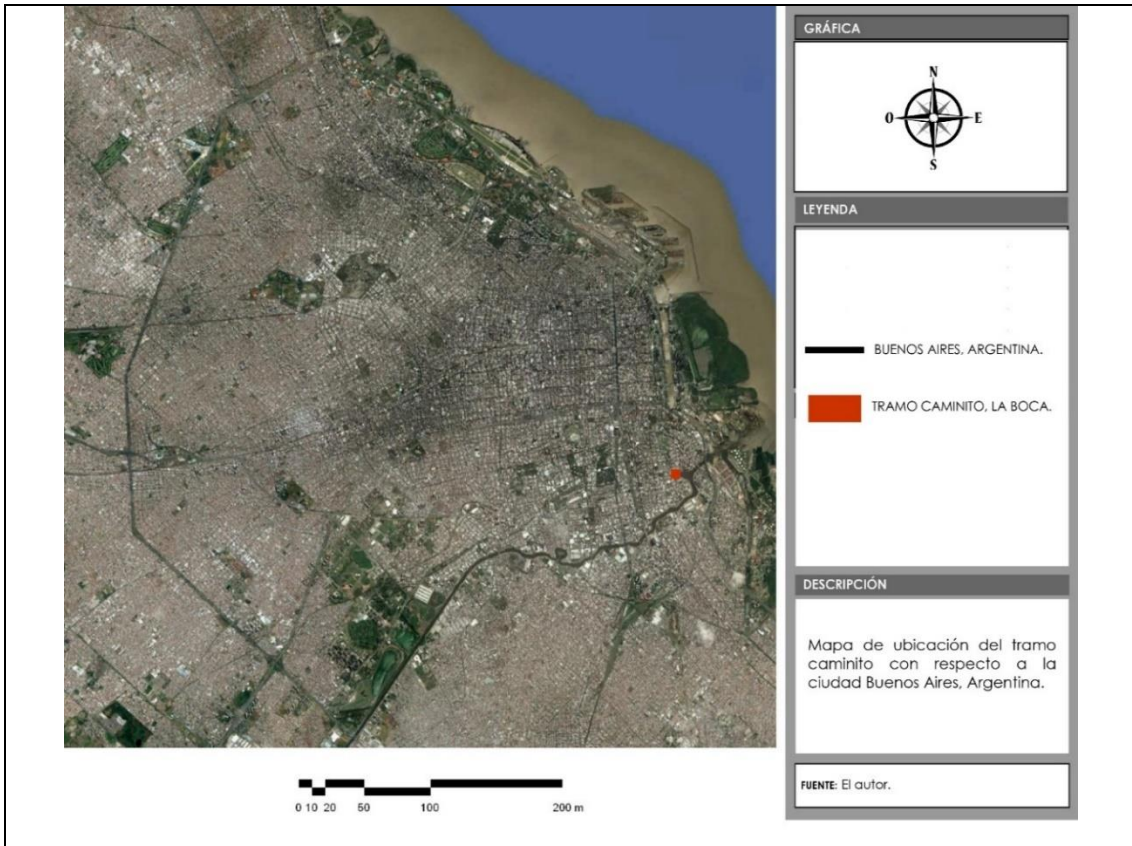 GRÁFICA
N
O
E
S
LEYENDA
BUENOS AIRES, ARGENTINA.
TRAMO CAMINITO, LA BOCA.
DESCRIPCIÓN
Mapa de ubicación del tramo
caminito con respecto a la
ciudad Buenos Aires, Argentina.
FUENTE: El autor.
0 10 20 50 100 200 m